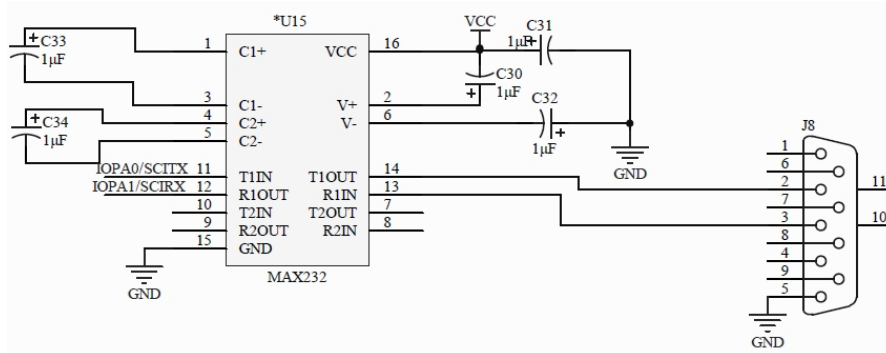 *U15
VCC
C31
1μF
C33
1μF
1 C1+ VCC 16
C30
1μF
3 C1- V+ 2
C32
1μF
C34
1μF
4 C2+ V- 6
5 C2-
J8
GND
IOPA0/SCITX 11 T1IN T1OUT 14
IOPA1/SCIRX 12 R1OUT R1IN 13
10 T2IN T2OUT 7
9 R2OUT R2IN 8
15 GND
GND
MAX232
1
6
2
7
3
8
4
9
5
11
10
GND